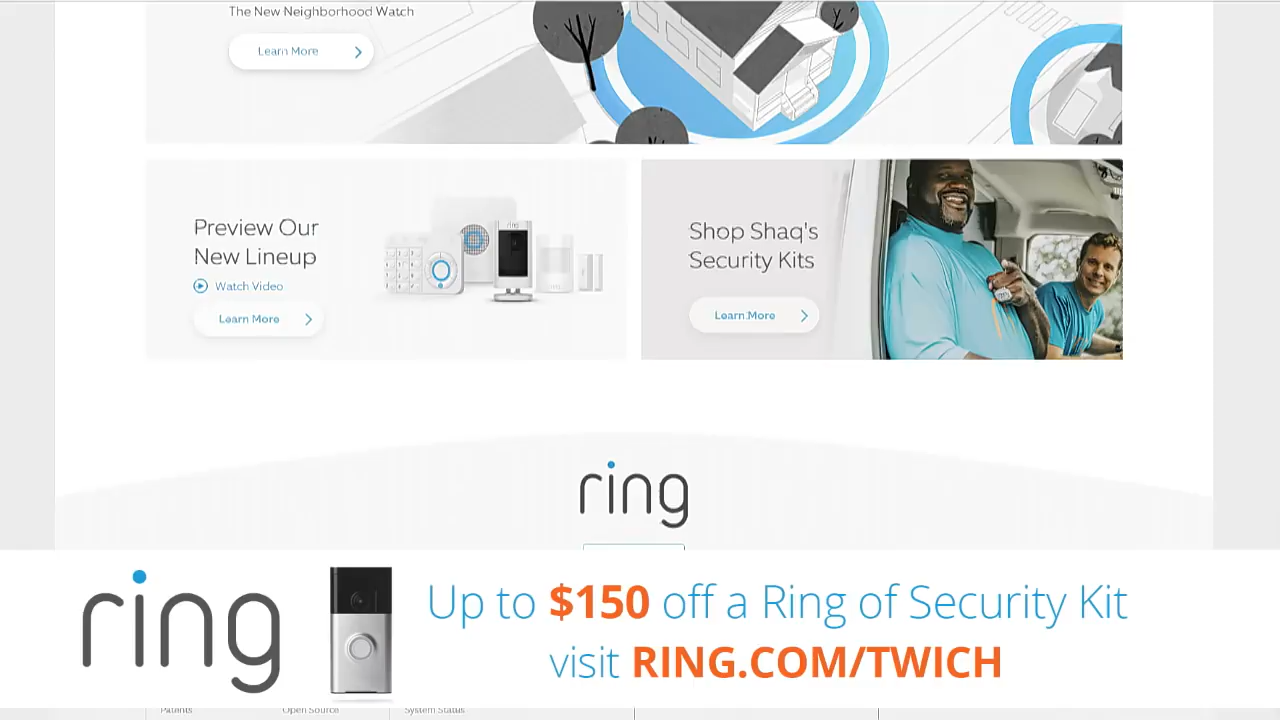 The New Neighborhood Watch
Learn More
Preview Our
New Lineup
Watch Video
Learn More
ring
Shop Shaq's
Security Kits
Learn More
ring
ring
Up to $150 off a Ring of Security Kit
visit RING.COM/TWICH
Patents
Open Source
System Status